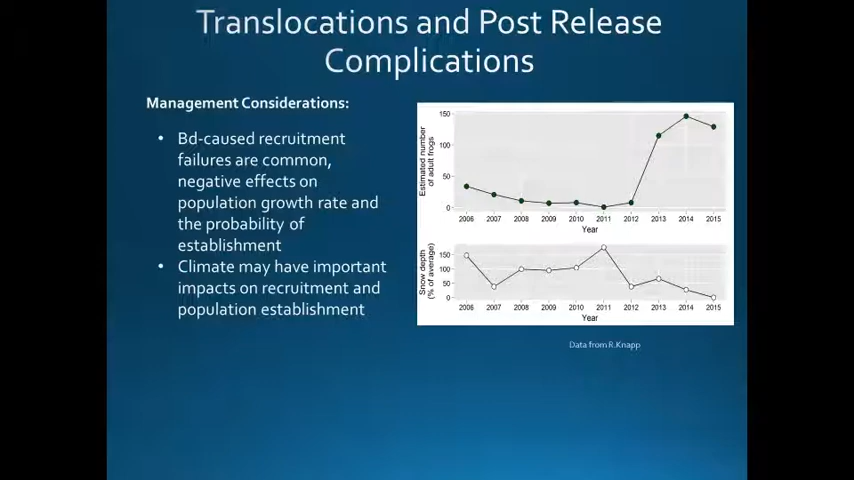 Translocations and Post Release
Complications
Management Considerations:
• Bd-caused recruitment
failures are common,
negative effects on
population growth rate and
the probability of
establishment
• Climate may have important
impacts on recruitment and
population establishment
Estimated number
of adult frogs
150
100
50
0
2006 2007 2008 2009 2010 2011 2012 2013 2014 2015
Year
Snow depth
(% of average)
150
100
50
0
2006 2007 2008 2009 2010 2011 2012 2013 2014 2015
Year
Data from R.Knapp